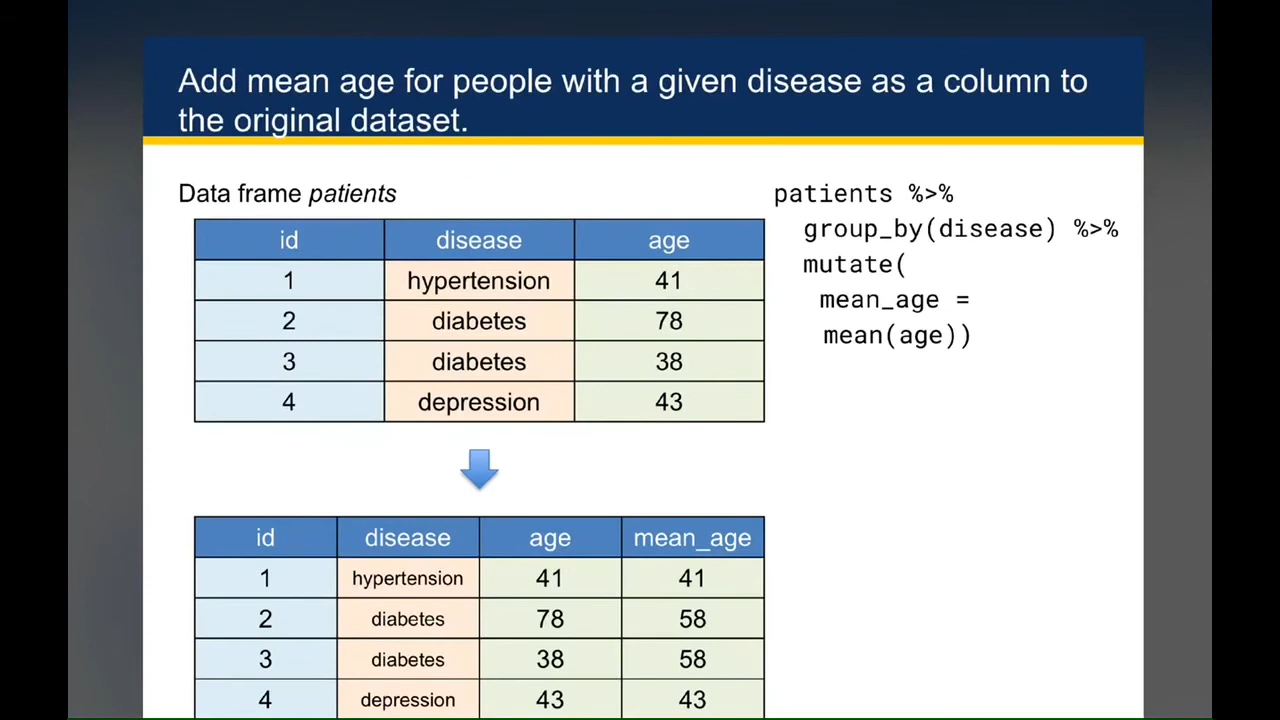 Add mean age for people with a given disease as a column to
the original dataset.
Data frame patients
id disease age
1 hypertension 41
2 diabetes 78
3 diabetes 38
4 depression 43
patients %>%
group_by(disease) %>%
mutate(
mean_age =
mean(age))
id disease age mean_age
1 hypertension 41 41
2 diabetes 78 58
3 diabetes 38 58
4 depression 43 43